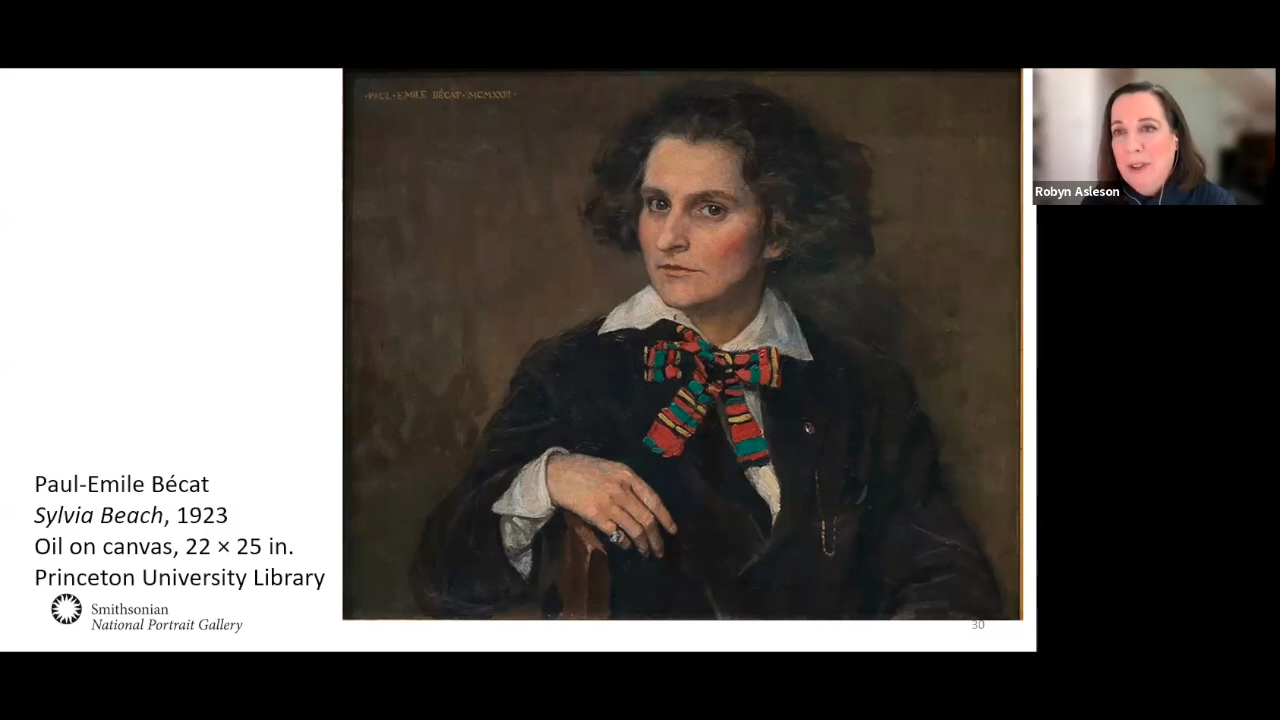 ·PAUL·EMILE BÉCAT·MCMXXIII·
Robyn Asleson
Paul-Emile Bécat
Sylvia Beach, 1923
Oil on canvas, 22 × 25 in.
Princeton University Library
Smithsonian
National Portrait Gallery
30